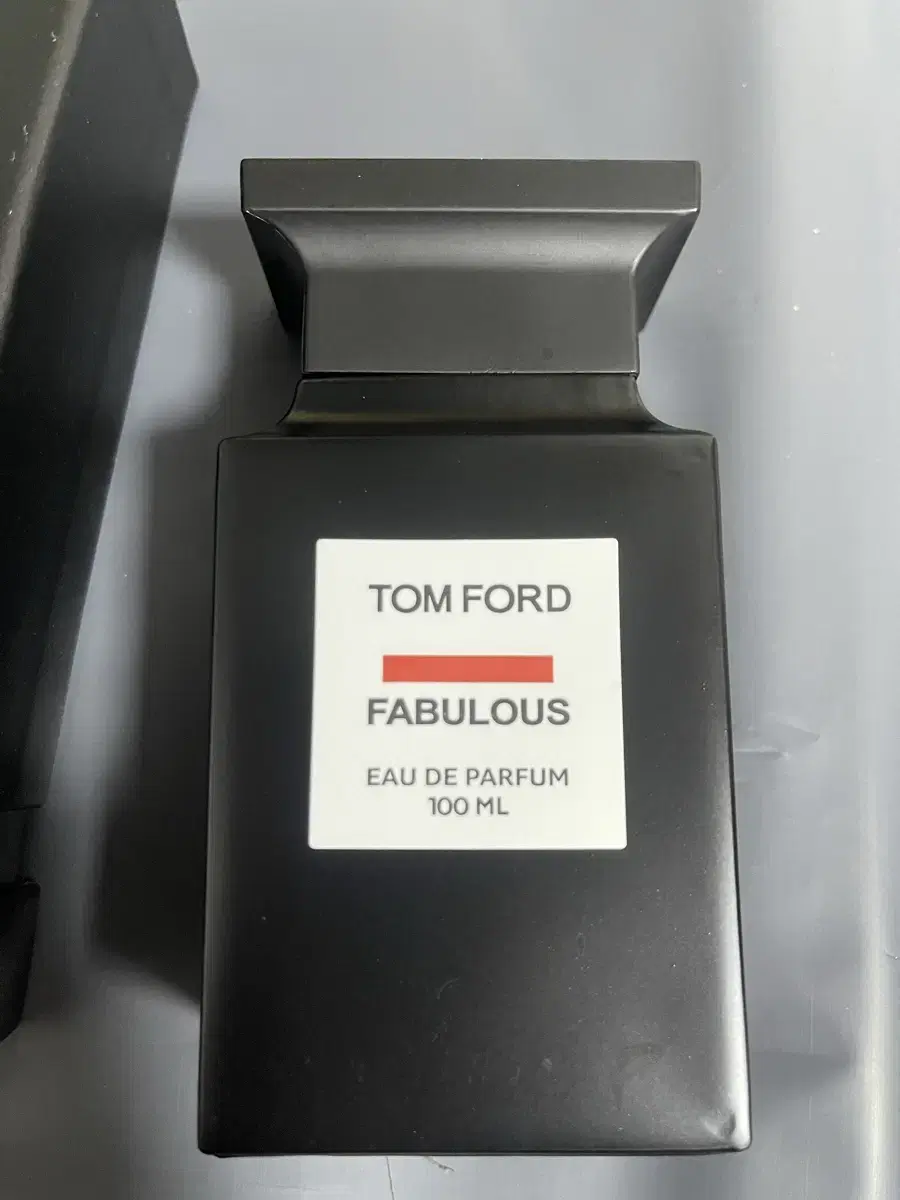 TOM FORD
FABULOUS
EAU DE PARFUM
100 ML